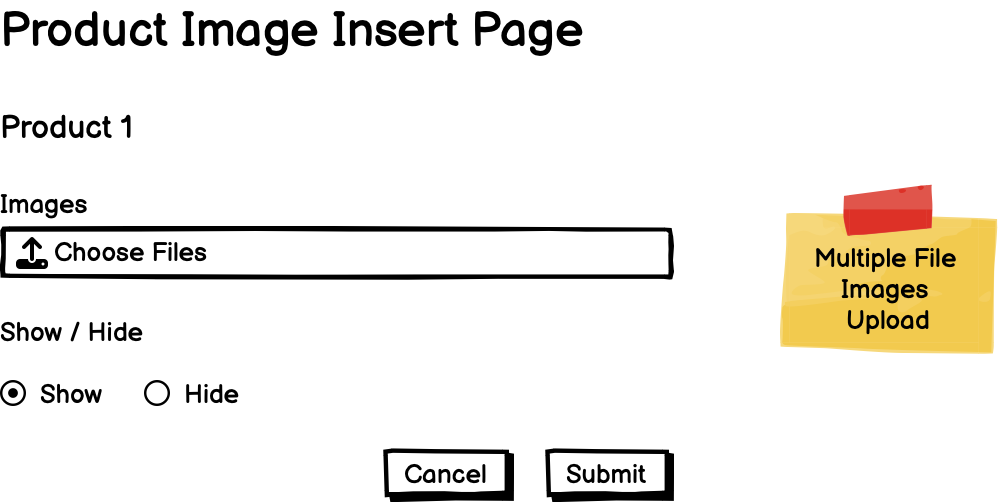 Product Image Insert Page
Product 1
Images
Choose Files
Multiple File
Images
Upload
Show / Hide
Show
Hide
Cancel
Submit